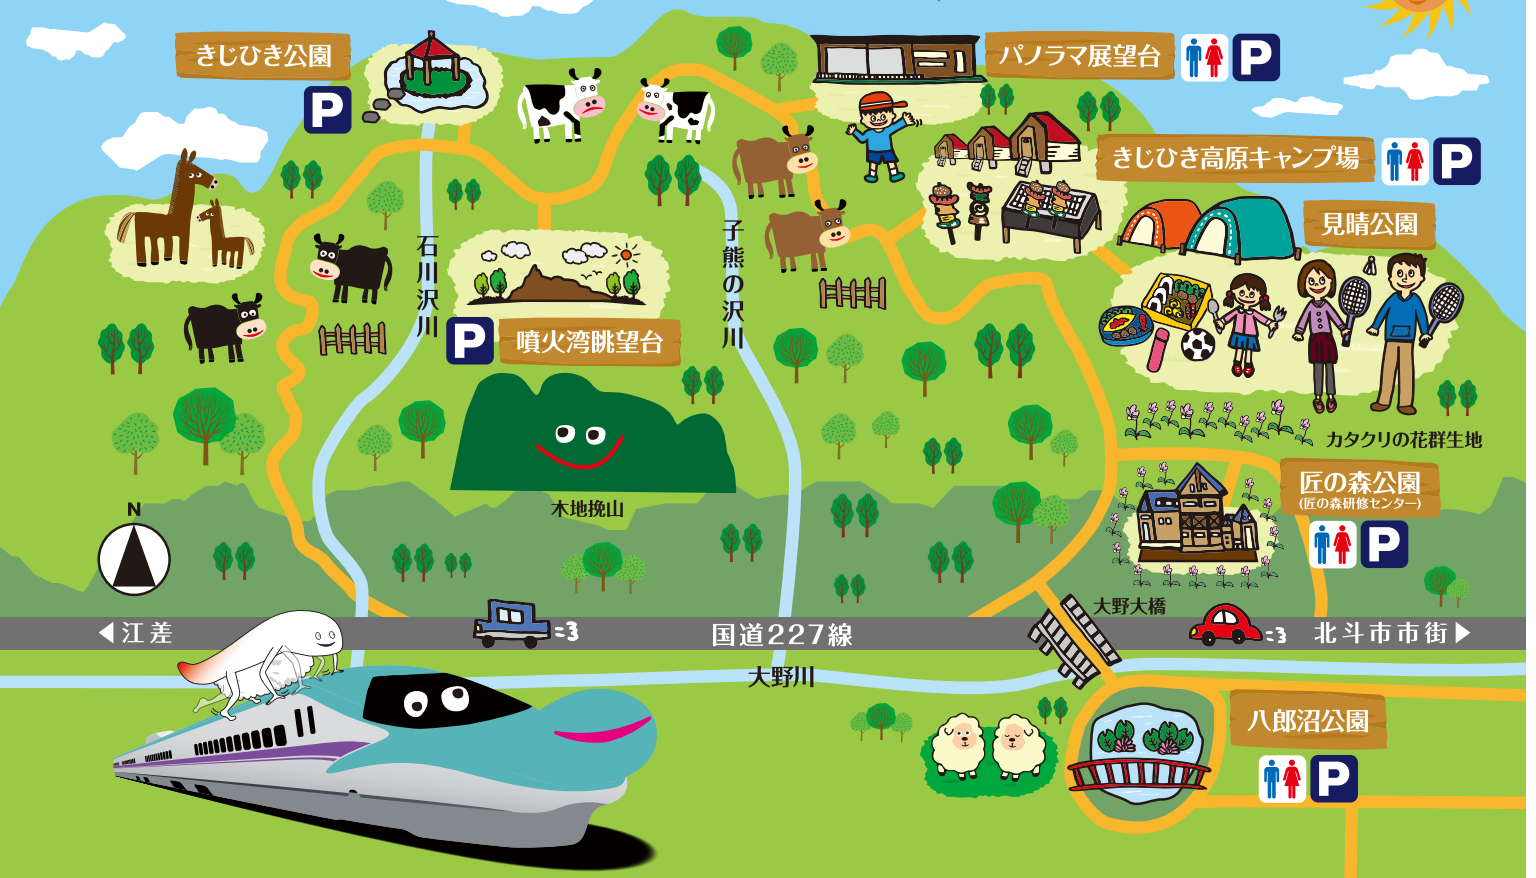 きじひき公園
P
パノラマ展望台
P
きじひき高原キャンプ場
P
見晴公園
石川沢川
子熊の沢川
P
噴火湾眺望台
カタクリの花群生地
木地挽山
匠の森公園
(匠の森研修センター)
P
N
大野大橋
江差
国道227線
北斗市市街
大野川
八郎沼公園
P